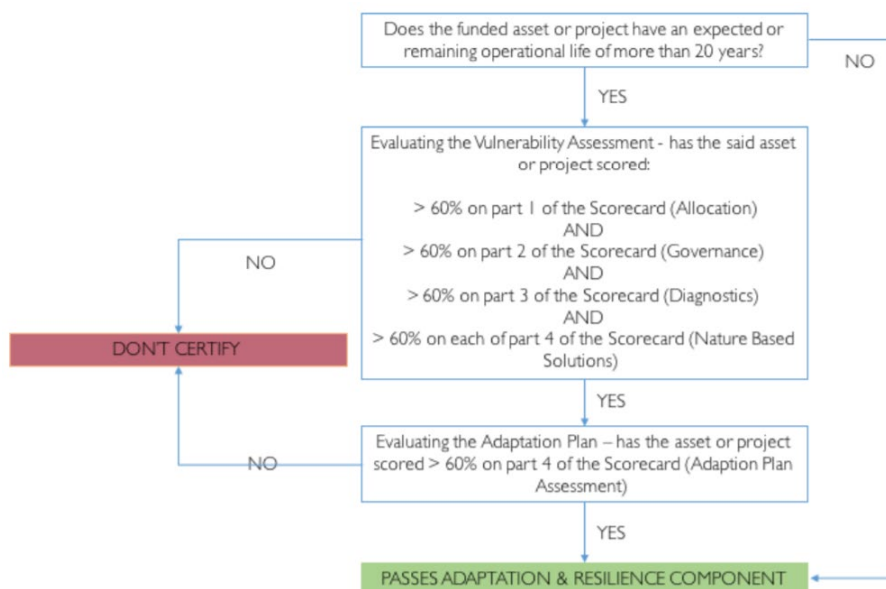 Does the funded asset or project have an expected or
remaining operational life of more than 20 years?
NO
YES
Evaluating the Vulnerability Assessment - has the said asset
or project scored:
> 60% on part 1 of the Scorecard (Allocation)
AND
> 60% on part 2 of the Scorecard (Governance)
AND
> 60% on part 3 of the Scorecard (Diagnostics)
AND
> 60% on each of part 4 of the Scorecard (Nature Based
Solutions)
NO
DON'T CERTIFY
YES
Evaluating the Adaptation Plan – has the asset or project
scored > 60% on part 4 of the Scorecard (Adaption Plan
Assessment)
NO
YES
PASSES ADAPTATION & RESILIENCE COMPONENT